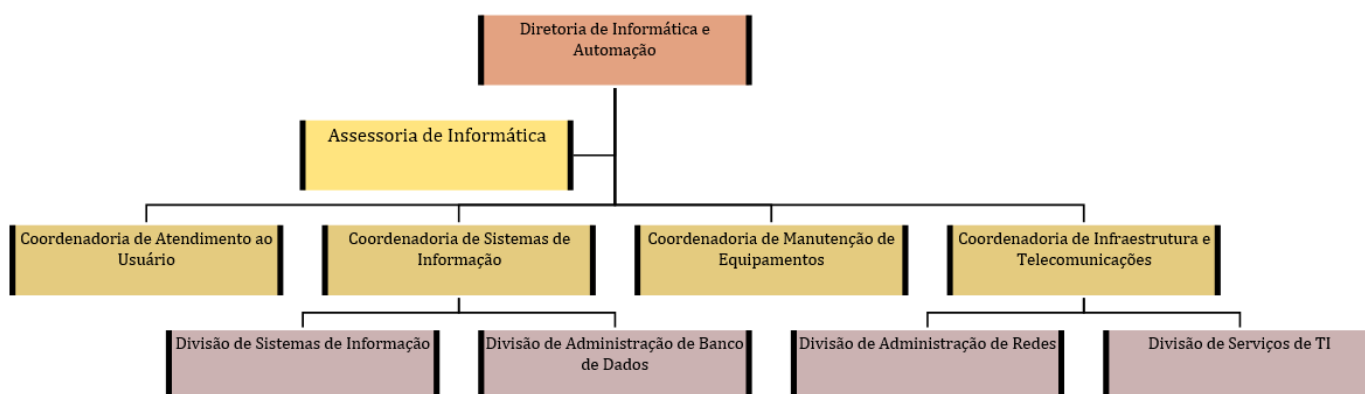 Diretoria de Informática e
Automação
Assessoria de Informática
Coordenadoria de Atendimento ao
Usuário
Coordenadoria de Sistemas de
Informação
Coordenadoria de Manutenção de
Equipamentos
Coordenadoria de Infraestrutura e
Telecomunicações
Divisão de Sistemas de Informação
Divisão de Administração de Banco
de Dados
Divisão de Administração de Redes
Divisão de Serviços de TI